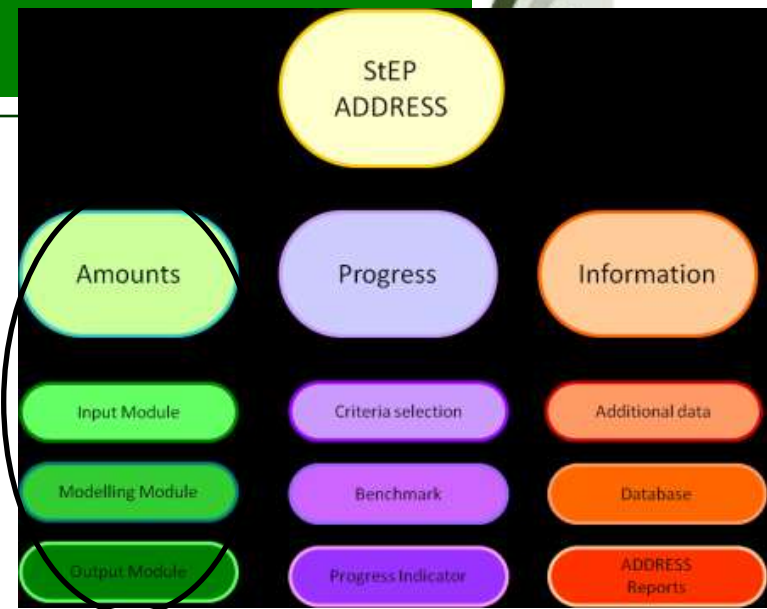 StEP
ADDRESS
Amounts
Progress
Information
Input Module
Criteria selection
Additional data
Modelling Module
Benchmark
Database
Output Module
Progress Indicator
ADDRESS
Reports